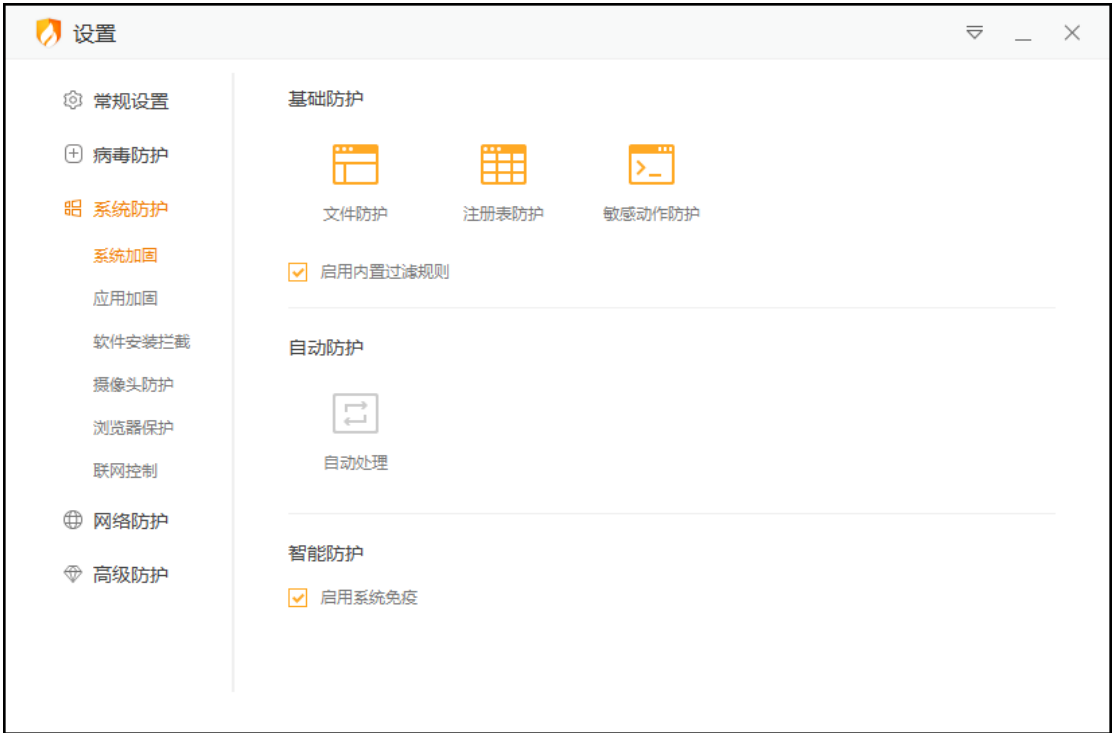 设置
常规设置
病毒防护
系统防护
系统加固
应用加固
软件安装拦截
摄像头防护
浏览器保护
联网控制
网络防护
高级防护
基础防护
文件防护 注册表防护 敏感动作防护
启用内置过滤规则
自动防护
自动处理
智能防护
启用系统免疫